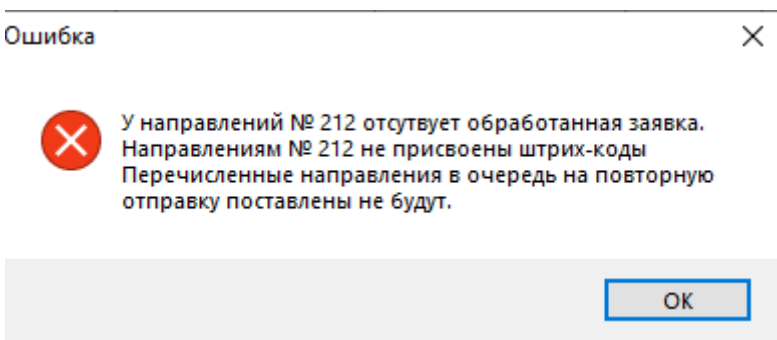 Ошибка
У направлений № 212 отсутвует обработанная заявка.
Направлениям № 212 не присвоены штрих-коды
Перечисленные направления в очередь на повторную
отправку поставлены не будут.
ОК